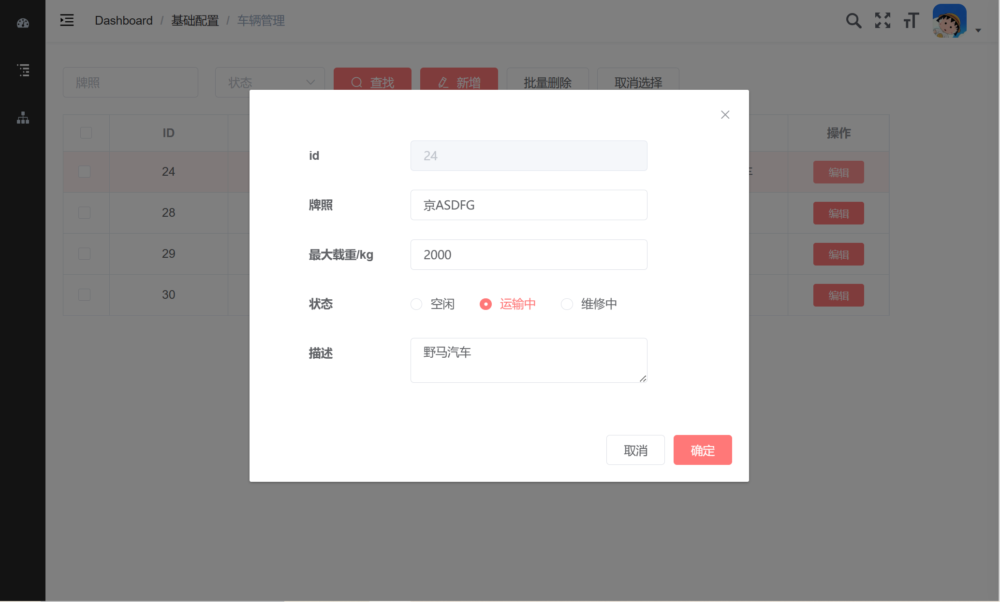 Dashboard / 基础配置 / 车辆管理
牌照 状态 查找 新增 批量删除 取消选择
ID 操作
24 编辑
28 编辑
29 编辑
30 编辑
id 24
牌照 京ASDFG
最大载重/kg 2000
状态 空闲 运输中 维修中
描述 野马汽车
取消 确定